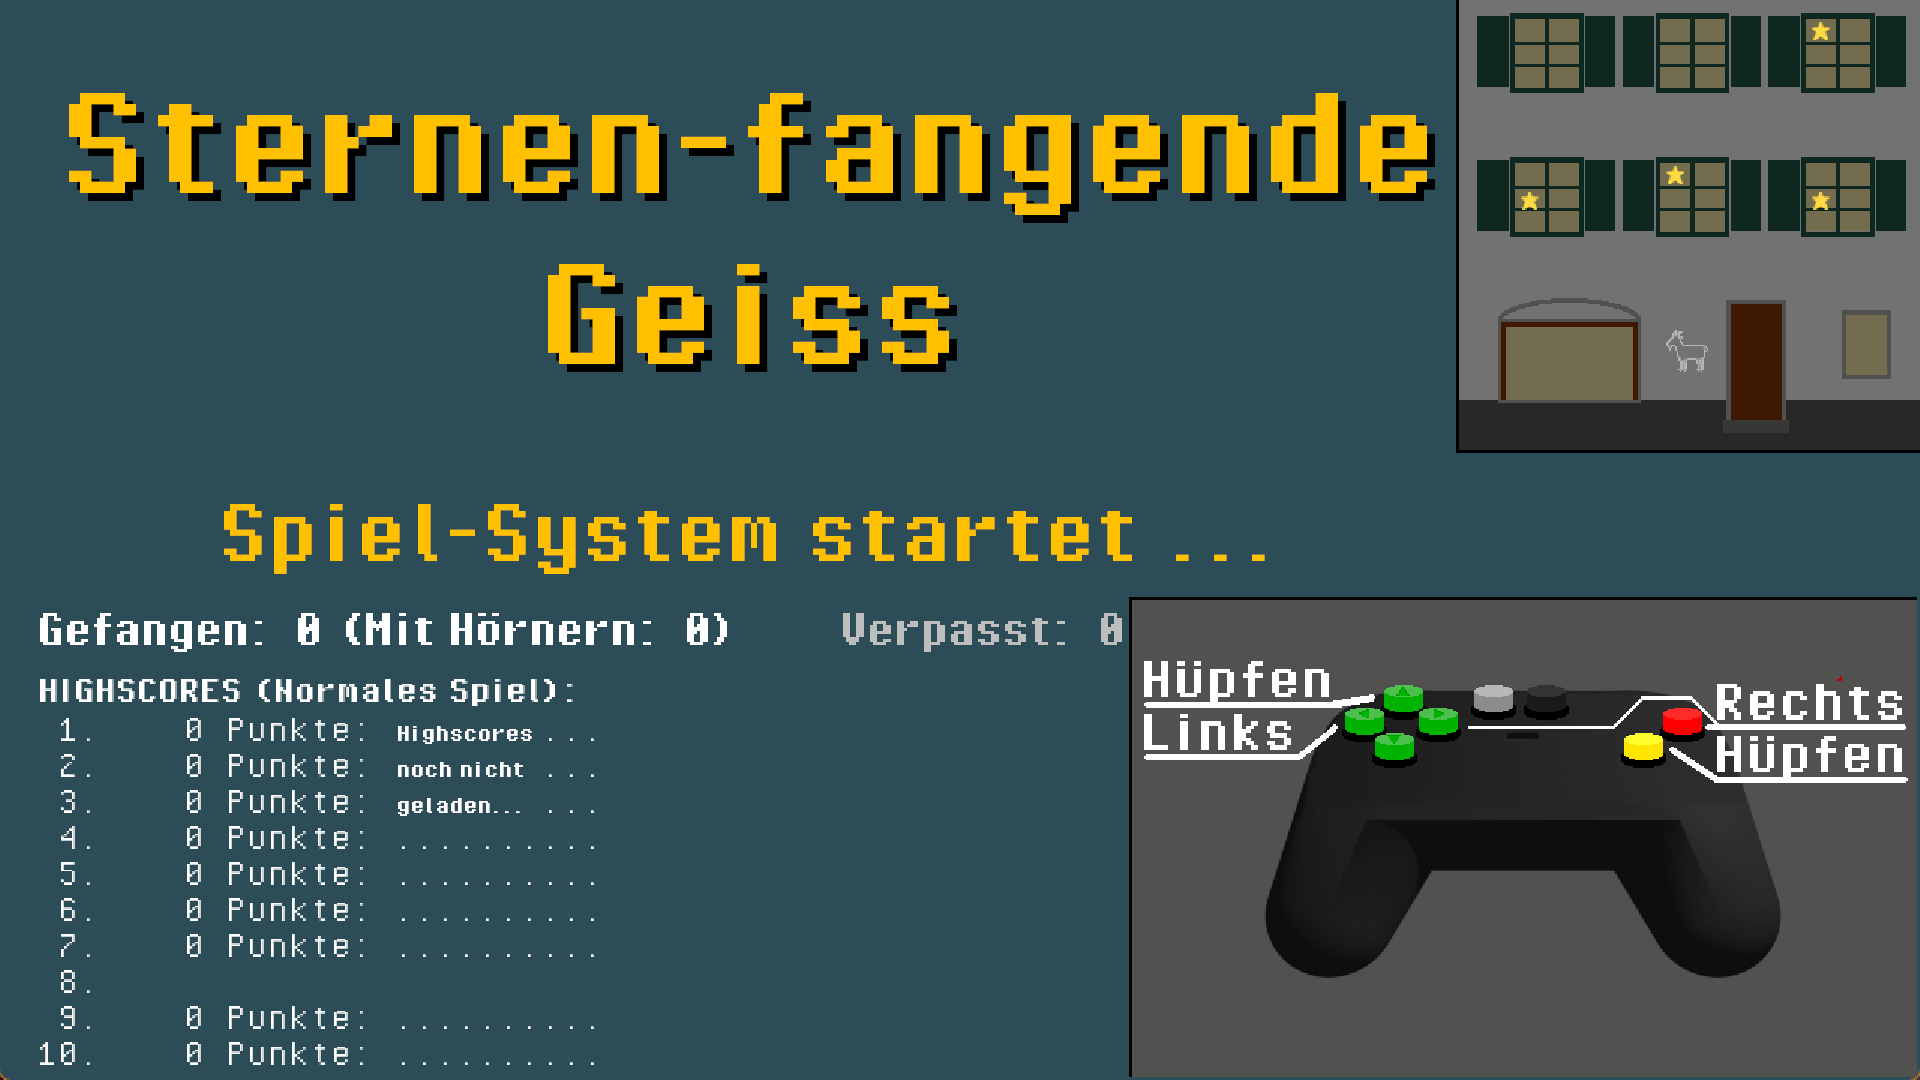 Sternen-fangende
Geiss
Spiel-System startet ...
Gefangen: 0 (Mit Hörnern: 0) Verpasst: 0
HIGHSCORES (Normales Spiel):
1. 0 Punkte: Highscores ...
2. 0 Punkte: noch nicht ...
3. 0 Punkte: geladen... ...
4. 0 Punkte: ..........
5. 0 Punkte: ..........
6. 0 Punkte: ..........
7. 0 Punkte: ..........
8.
9. 0 Punkte: ..........
10. 0 Punkte: ..........
Hüpfen
Links
Rechts
Hüpfen